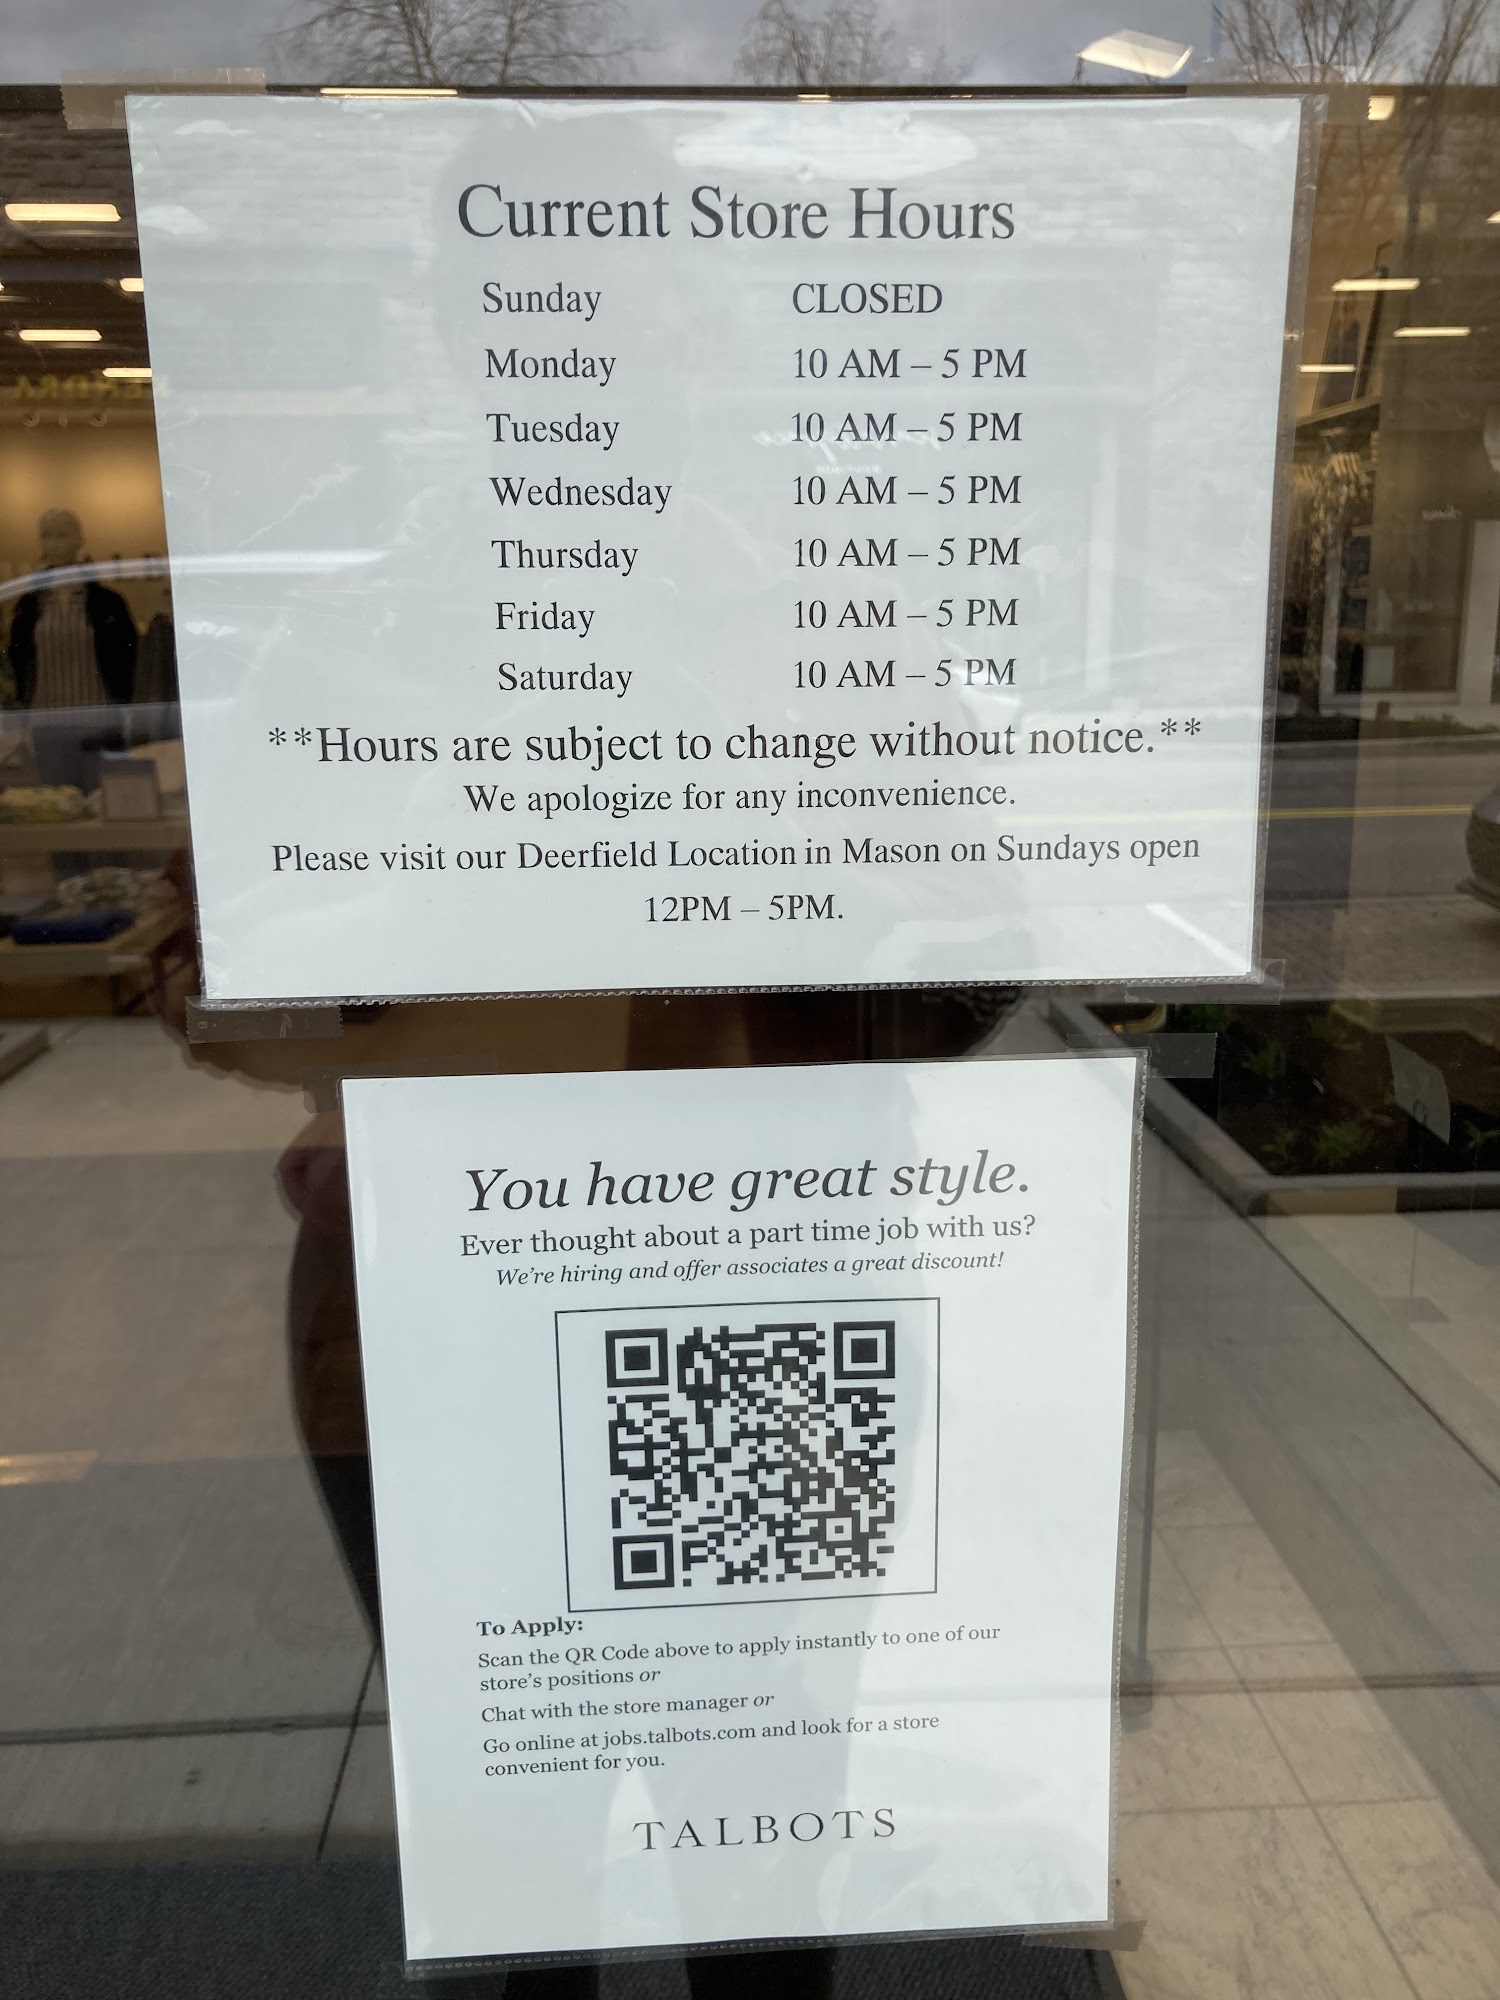 Current Store Hours
Sunday CLOSED
Monday 10 AM – 5 PM
Tuesday 10 AM – 5 PM
Wednesday 10 AM – 5 PM
Thursday 10 AM – 5 PM
Friday 10 AM – 5 PM
Saturday 10 AM – 5 PM
**Hours are subject to change without notice.**
We apologize for any inconvenience.
Please visit our Deerfield Location in Mason on Sundays open
12PM – 5PM.
You have great style.
Ever thought about a part time job with us?
We're hiring and offer associates a great discount!
To Apply:
Scan the QR Code above to apply instantly to one of our
store's positions or
Chat with the store manager or
Go online at jobs.talbots.com and look for a store
convenient for you.
TALBOTS